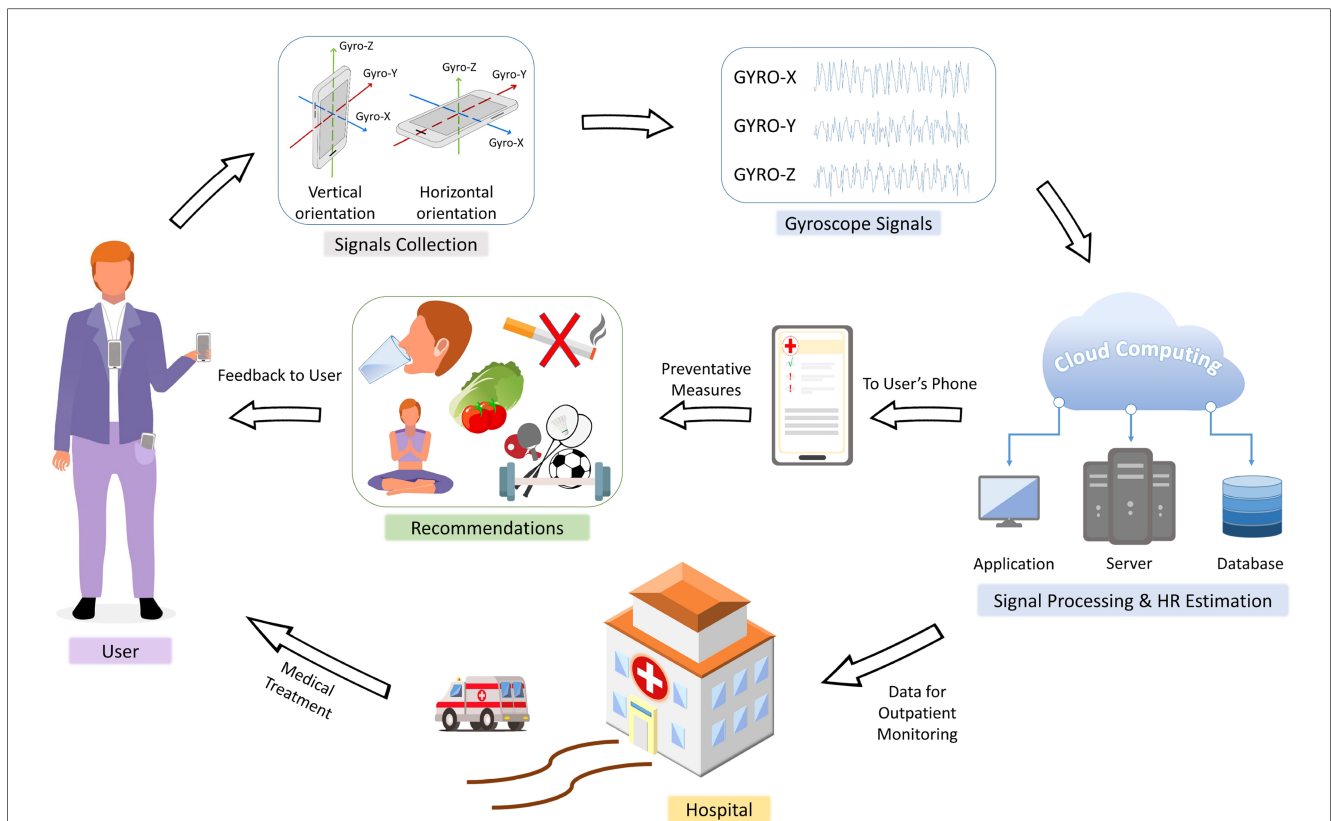 Gyro-Z
Gyro-Y
Gyro-X
Vertical
orientation
Gyro-Z
Gyro-Y
Gyro-X
Horizontal
orientation
Signals Collection
GYRO-X
GYRO-Y
GYRO-Z
Gyroscope Signals
Cloud Computing
Application
Server
Database
Signal Processing & HR Estimation
To User's Phone
Preventative
Measures
Recommendations
Feedback to User
User
Data for
Outpatient
Monitoring
Hospital
Medical
Treatment